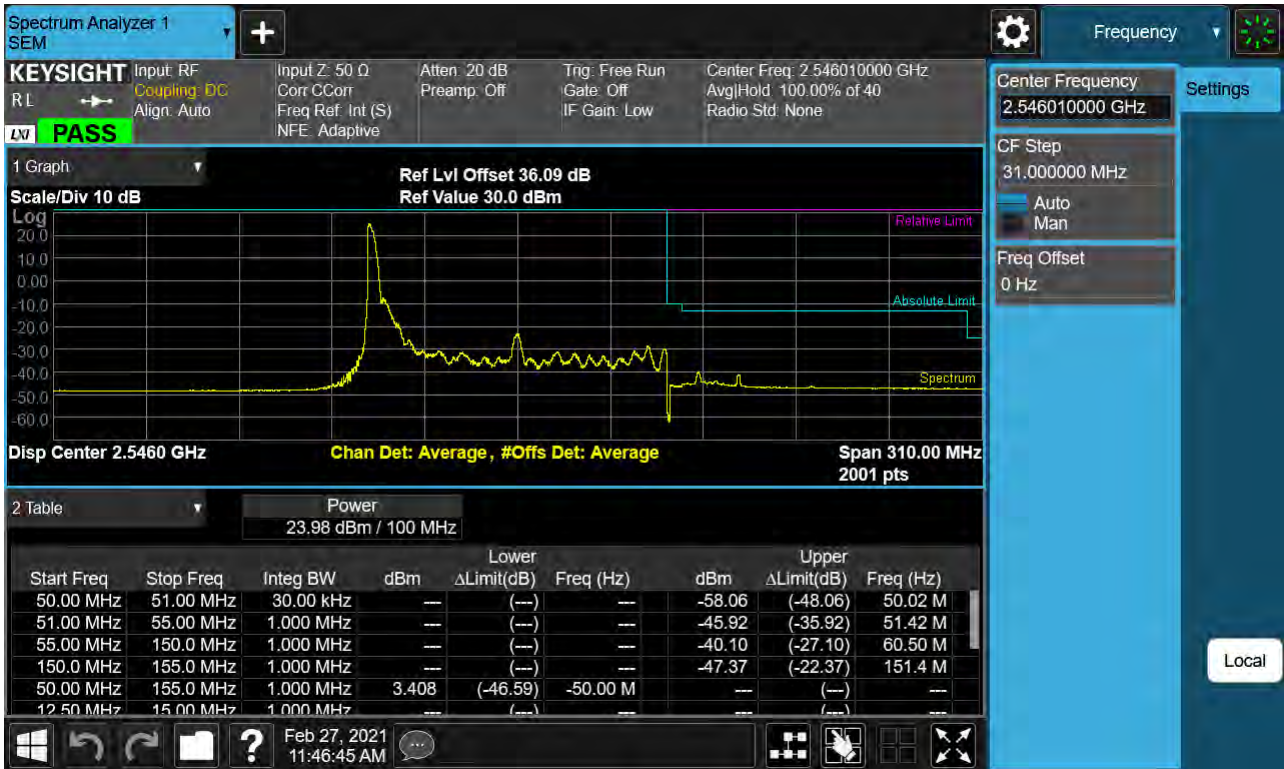 Spectrum Analyzer 1
SEM
Frequency
KEYSIGHT Input: RF Input Z: 50 Ω Atten: 20 dB Trig: Free Run Center Freq: 2.546010000 GHz
R L Coupling: DC Corr CCorr Preamp: Off Gate: Off Avg|Hold: 100.00% of 40
Align: Auto Freq Ref: Int (S) IF Gain: Low Radio Std: None
LXI PASS NFE: Adaptive
1 Graph
Ref Lvl Offset 36.09 dB
Scale/Div 10 dB Ref Value 30.0 dBm
Log
20.0
10.0
0.00
-10.0
-20.0
-30.0
-40.0
-50.0
-60.0
Relative Limit
Absolute Limit
Spectrum
Disp Center 2.5460 GHz Chan Det: Average, #Offs Det: Average Span 310.00 MHz
2001 pts
2 Table
Power
23.98 dBm / 100 MHz
Lower Upper
Start Freq Stop Freq Integ BW dBm ΔLimit(dB) Freq (Hz) dBm ΔLimit(dB) Freq (Hz)
50.00 MHz 51.00 MHz 30.00 kHz --- (---) --- -58.06 (-48.06) 50.02 M
51.00 MHz 55.00 MHz 1.000 MHz --- (---) --- -45.92 (-35.92) 51.42 M
55.00 MHz 150.0 MHz 1.000 MHz --- (---) --- -40.10 (-27.10) 60.50 M
150.0 MHz 155.0 MHz 1.000 MHz --- (---) --- -47.37 (-22.37) 151.4 M
50.00 MHz 155.0 MHz 1.000 MHz 3.408 (-46.59) -50.00 M --- (---) ---
12.50 MHz 15.00 MHz 1.000 MHz --- (---) --- --- (---) ---
Center Frequency
2.546010000 GHz
CF Step
31.000000 MHz
Auto
Man
Freq Offset
0 Hz
Settings
Local
?
Feb 27, 2021
11:46:45 AM